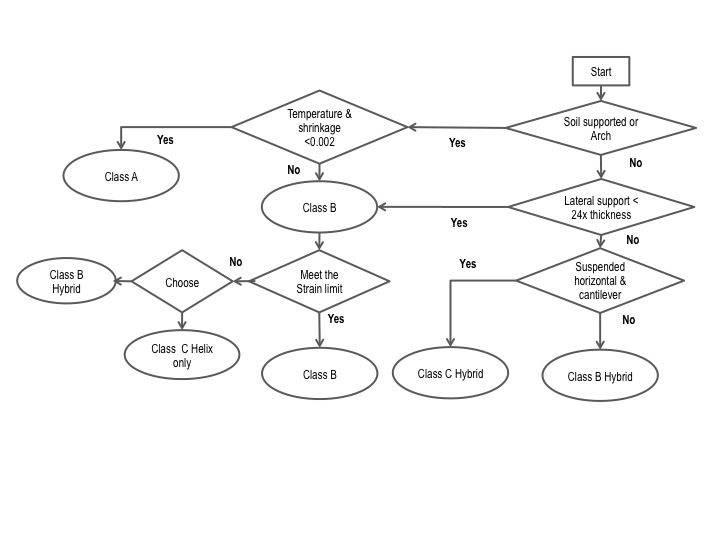 Start
Soil supported or
Arch
Temperature &
shrinkage
<0.002
Yes
Yes
No
No
Class A
Class B
Lateral support <
24x thickness
Yes
No
Class B
Hybrid
Choose
No
Meet the
Strain limit
Yes
Suspended
horizontal &
cantilever
Yes
No
Class C Helix
only
Class B
Class C Hybrid
Class B Hybrid